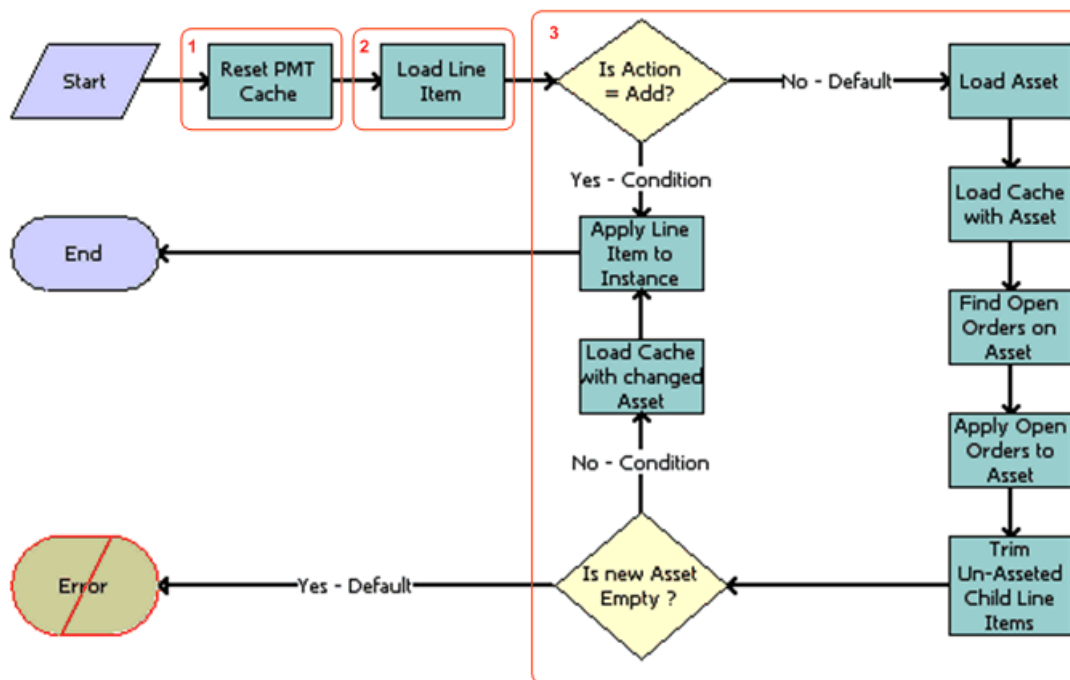 1
2
3
Start
Reset PMT
Cache
Load Line
Item
Is Action
= Add?
No - Default
Load Asset
Yes - Condition
Load Cache
with Asset
End
Apply Line
Item to
Instance
Find Open
Orders on
Asset
Load Cache
with changed
Asset
Apply Open
Orders to
Asset
No - Condition
Error
Yes - Default
Is new Asset
Empty ?
Trim
Un-Asseted
Child Line
Items